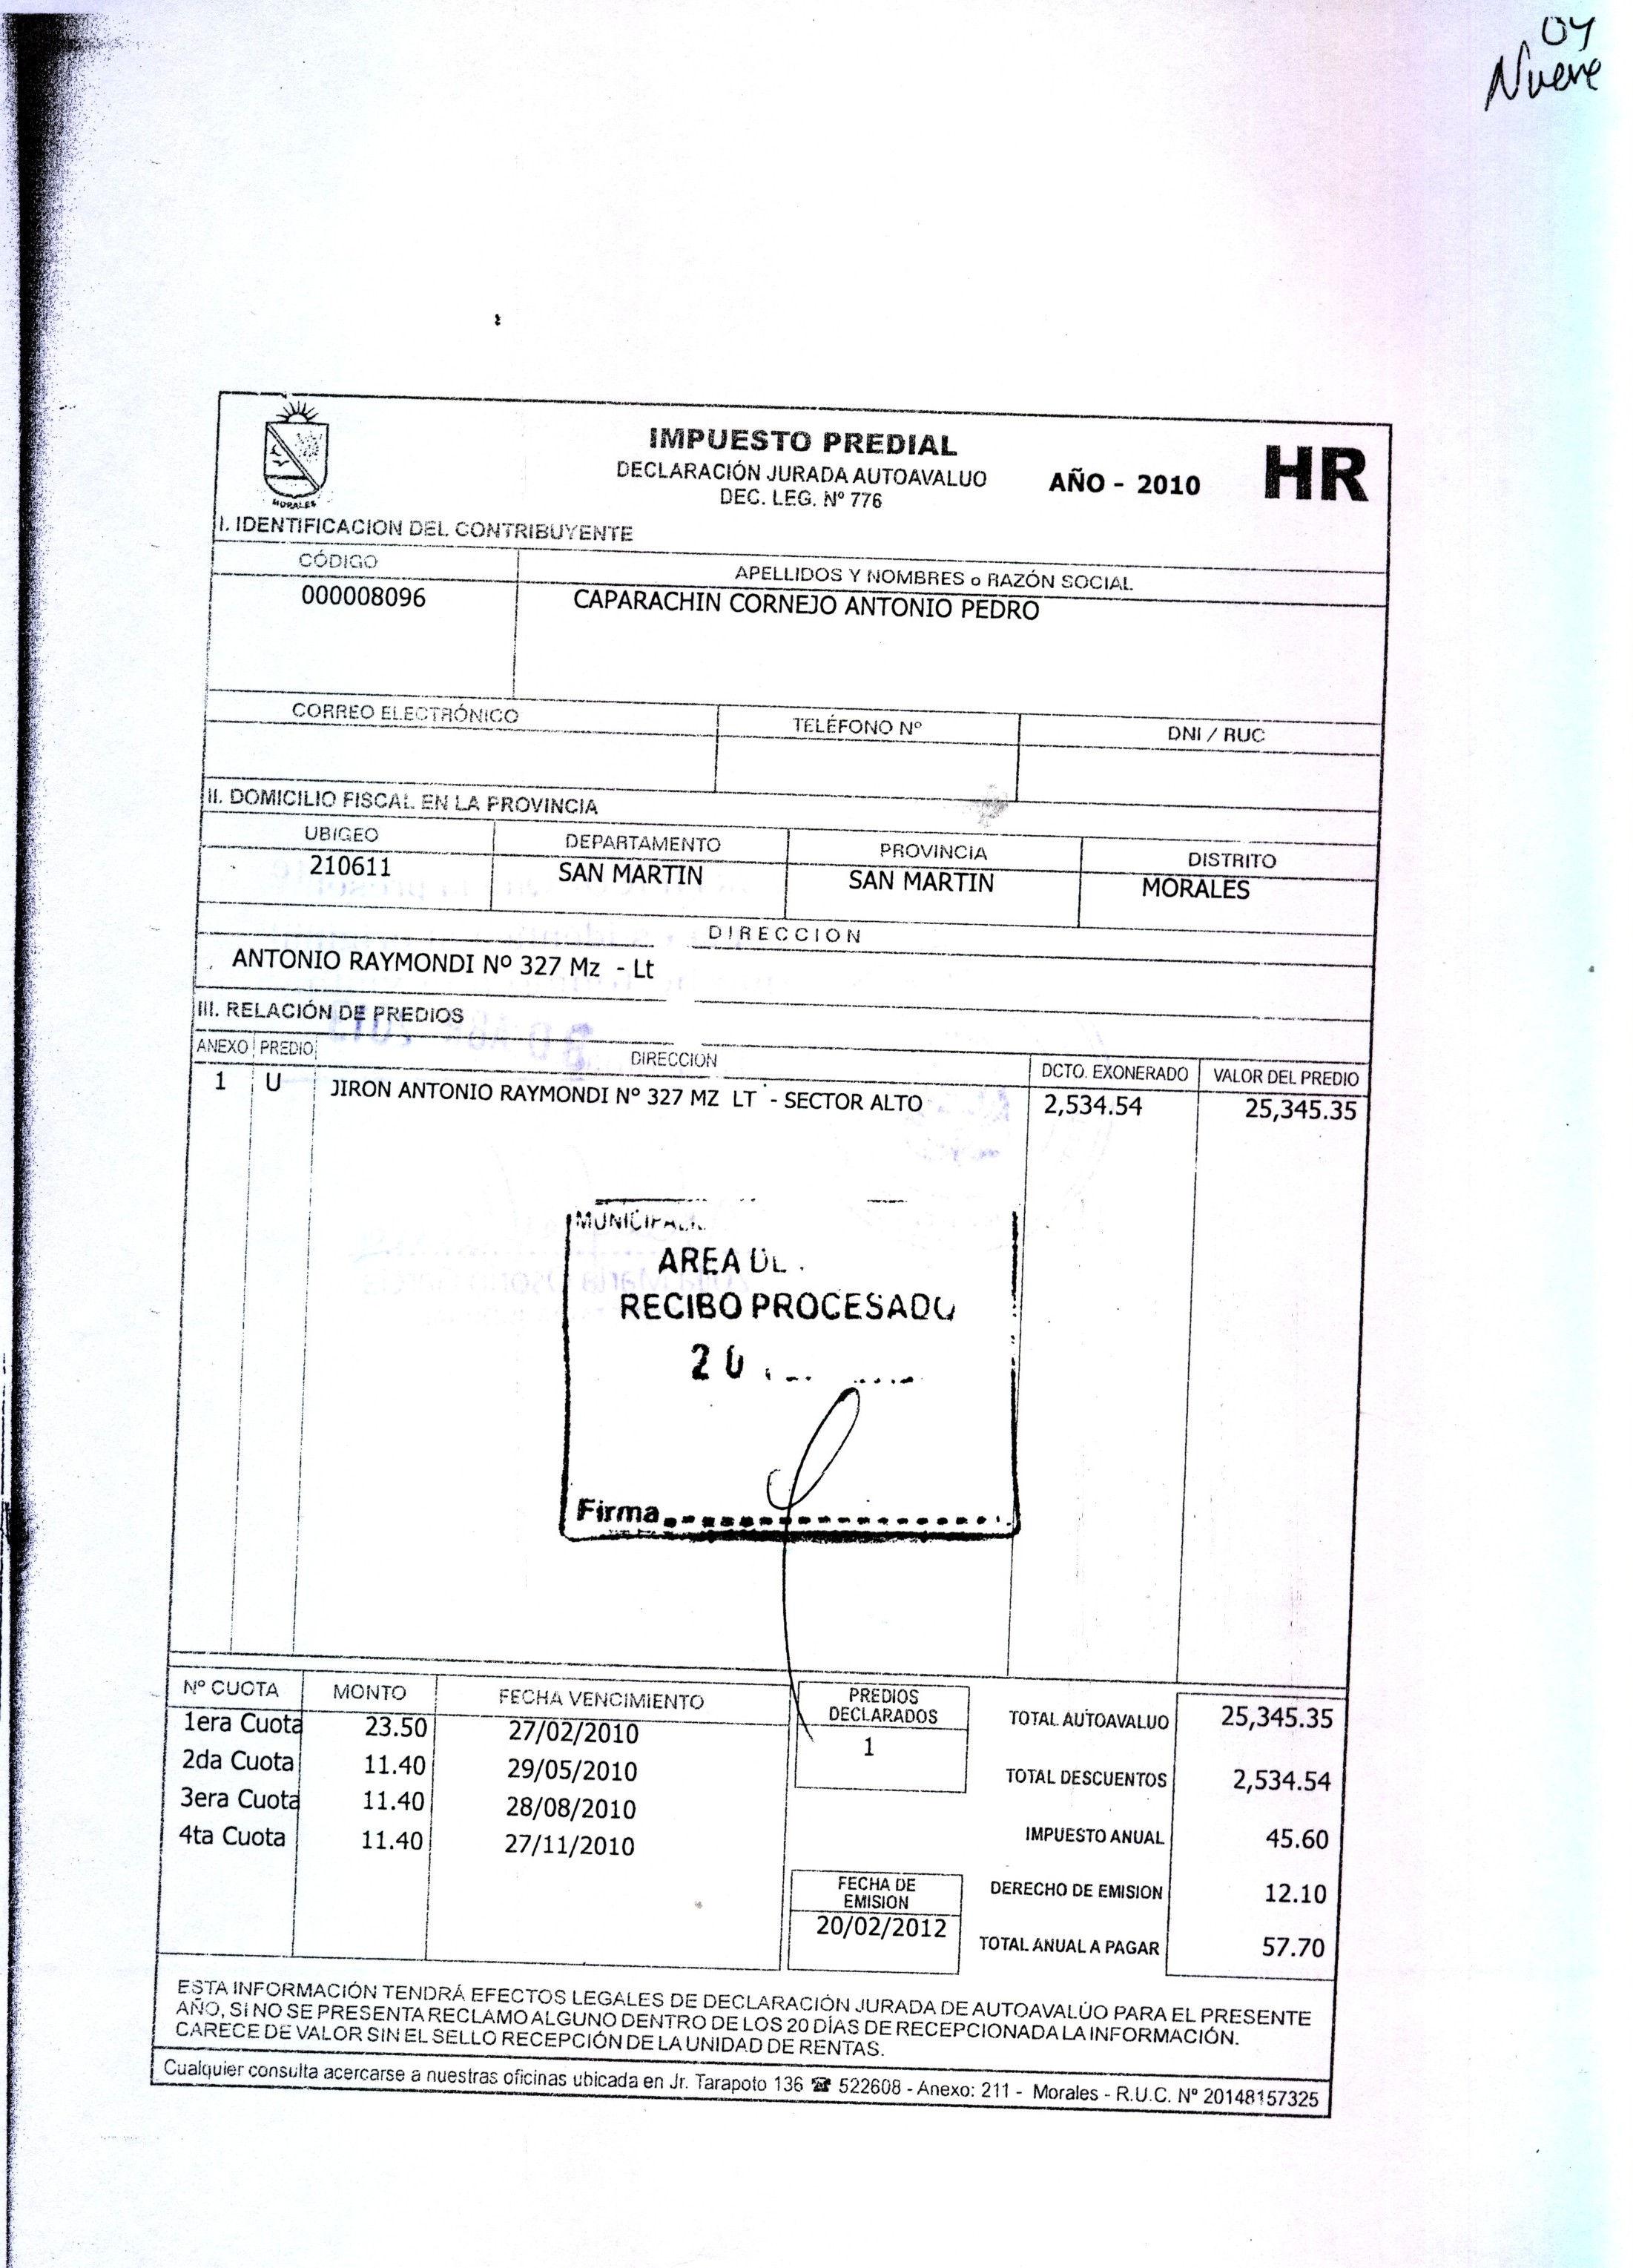 Nueve
IMPUESTO PREDIAL
DECLARACIÓN JURADA AUTOAVALUO
DEC. LEG. Nº 776
AÑO - 2010
HR
MORALES
I. IDENTIFICACION DEL CONTRIBUYENTE
CÓDIGO APELLIDOS Y NOMBRES o RAZÓN SOCIAL
000008096 CAPARACHIN CORNEJO ANTONIO PEDRO
CORREO ELECTRÓNICO TELÉFONO Nº DNI / RUC
II. DOMICILIO FISCAL EN LA PROVINCIA
UBIGEO DEPARTAMENTO PROVINCIA DISTRITO
210611 SAN MARTIN SAN MARTIN MORALES
DIRECCION
ANTONIO RAYMONDI Nº 327 Mz - Lt
III. RELACIÓN DE PREDIOS
ANEXO PREDIO DIRECCION DCTO. EXONERADO VALOR DEL PREDIO
1 U JIRON ANTONIO RAYMONDI Nº 327 MZ LT - SECTOR ALTO 2,534.54 25,345.35
AREA
RECIBO PROCESADO
20
Firma
Nº CUOTA MONTO FECHA VENCIMIENTO
1era Cuota 23.50 27/02/2010
2da Cuota 11.40 29/05/2010
3era Cuota 11.40 28/08/2010
4ta Cuota 11.40 27/11/2010
PREDIOS
DECLARADOS
1
FECHA DE
EMISION
20/02/2012
TOTAL AUTOAVALUO 25,345.35
TOTAL DESCUENTOS 2,534.54
IMPUESTO ANUAL 45.60
DERECHO DE EMISION 12.10
TOTAL ANUAL A PAGAR 57.70
ESTA INFORMACIÓN TENDRÁ EFECTOS LEGALES DE DECLARACIÓN JURADA DE AUTOAVALÚO PARA EL PRESENTE
AÑO, SI NO SE PRESENTA RECLAMO ALGUNO DENTRO DE LOS 20 DÍAS DE RECEPCIONADA LA INFORMACIÓN.
CARECE DE VALOR SIN EL SELLO RECEPCIÓN DE LA UNIDAD DE RENTAS.
Cualquier consulta acercarse a nuestras oficinas ubicada en Jr. Tarapoto 136 ☎ 522608 - Anexo: 211 - Morales - R.U.C. Nº 20148157325